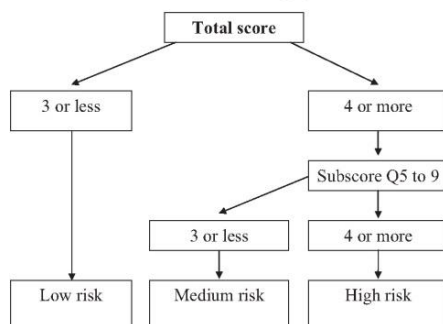 Total score
3 or less
4 or more
Subscore Q5 to 9
3 or less
4 or more
Low risk
Medium risk
High risk